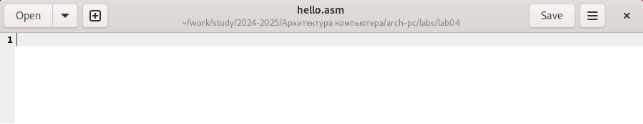 Open
hello.asm
~/work/study/2024-2025/Архитектура компьютера/arch-pc/labs/lab04
Save
1